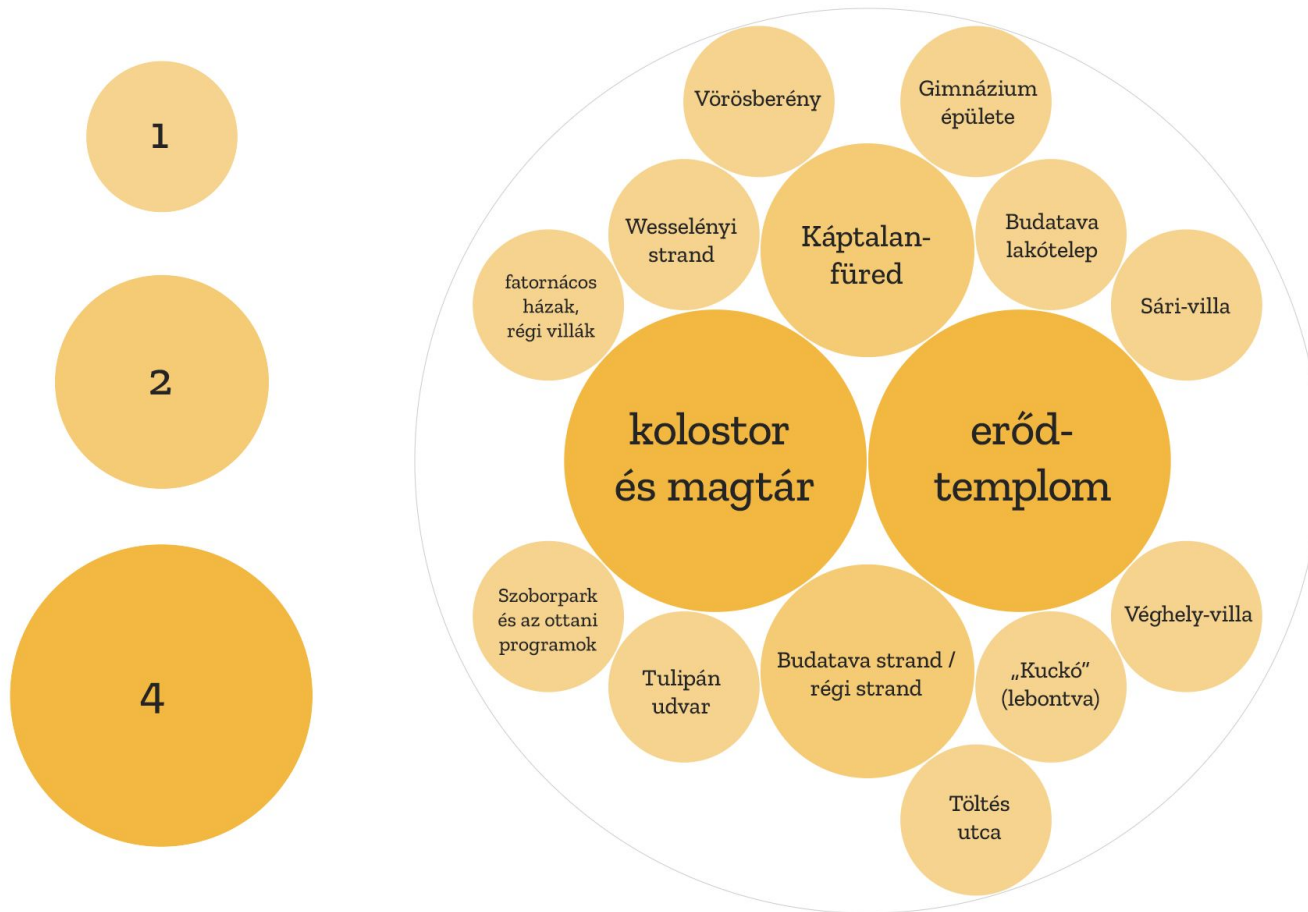 1
2
4
Vörösberény
Gimnázium
épülete
Wesselényi
strand
Káptalan-
füred
Budatava
lakótelep
fatornácos
házak,
régi villák
Sári-villa
kolostor
és magtár
erőd-
templom
Szoborpark
és az ottani
programok
Tulipán
udvar
Budatava strand /
régi strand
„Kuckó”
(lebontva)
Véghely-villa
Töltés
utca